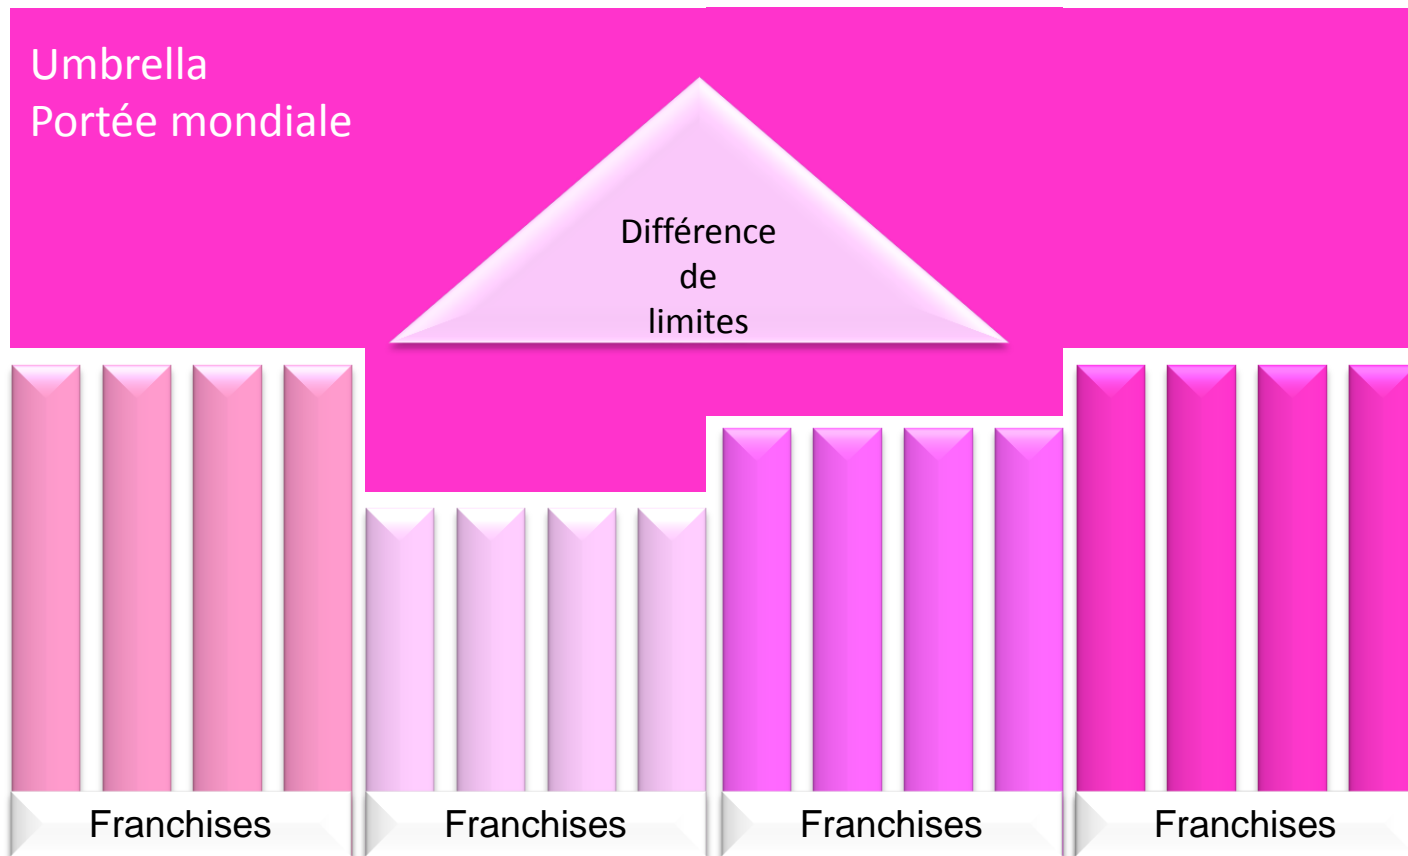 Umbrella
Portée mondiale
Différence
de
limites
Franchises
Franchises
Franchises
Franchises